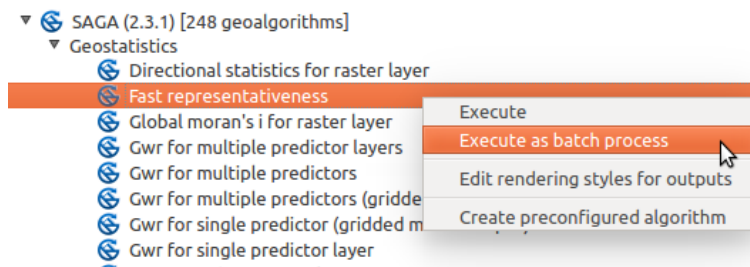 SAGA (2.3.1) [248 geoalgorithms]
Geostatistics
Directional statistics for raster layer
Fast representativeness
Global moran's i for raster layer
Gwr for multiple predictor layers
Gwr for multiple predictors
Gwr for multiple predictors (gridde
Gwr for single predictor (gridded m
Gwr for single predictor layer
Execute
Execute as batch process
Edit rendering styles for outputs
Create preconfigured algorithm